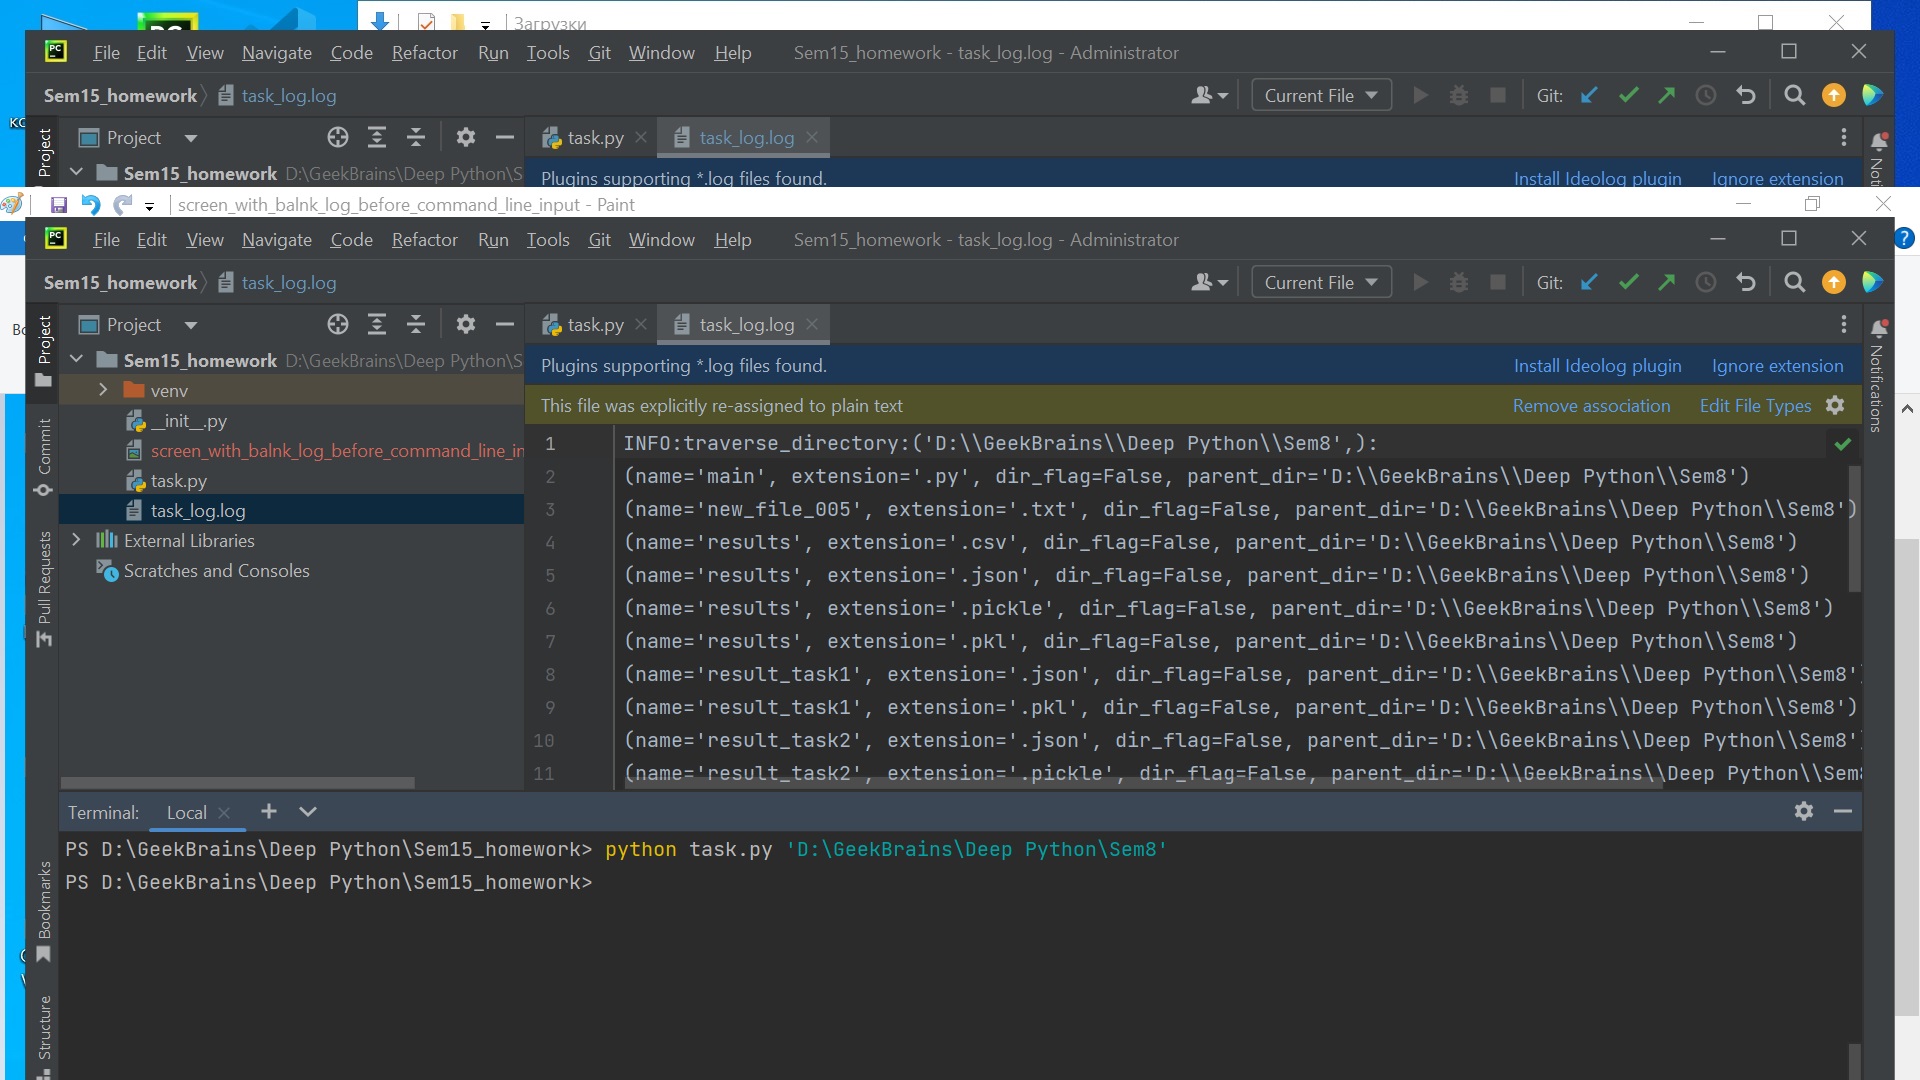 Загрузки
PC
File Edit View Navigate Code Refactor Run Tools Git Window Help Sem15_homework - task_log.log - Administrator
Sem15_homework task_log.log Current File Git:
Project task.py task_log.log
Project
Sem15_homework D:\GeekBrains\Deep Python\S
Plugins supporting *.log files found. Install Ideolog plugin Ignore extension
screen_with_balnk_log_before_command_line_input - Paint
PC
File Edit View Navigate Code Refactor Run Tools Git Window Help Sem15_homework - task_log.log - Administrator
Sem15_homework task_log.log Current File Git:
Project task.py task_log.log
Project
Commit
Pull Requests
Bookmarks
Structure
Notifications
Sem15_homework D:\GeekBrains\Deep Python\S
venv
__init__.py
screen_with_balnk_log_before_command_line_in
task.py
task_log.log
External Libraries
Scratches and Consoles
Plugins supporting *.log files found. Install Ideolog plugin Ignore extension
This file was explicitly re-assigned to plain text Remove association Edit File Types
1 INFO:traverse_directory:('D:\\GeekBrains\\Deep Python\\Sem8',):
2 (name='main', extension='.py', dir_flag=False, parent_dir='D:\\GeekBrains\\Deep Python\\Sem8')
3 (name='new_file_005', extension='.txt', dir_flag=False, parent_dir='D:\\GeekBrains\\Deep Python\\Sem8')
4 (name='results', extension='.csv', dir_flag=False, parent_dir='D:\\GeekBrains\\Deep Python\\Sem8')
5 (name='results', extension='.json', dir_flag=False, parent_dir='D:\\GeekBrains\\Deep Python\\Sem8')
6 (name='results', extension='.pickle', dir_flag=False, parent_dir='D:\\GeekBrains\\Deep Python\\Sem8')
7 (name='results', extension='.pkl', dir_flag=False, parent_dir='D:\\GeekBrains\\Deep Python\\Sem8')
8 (name='result_task1', extension='.json', dir_flag=False, parent_dir='D:\\GeekBrains\\Deep Python\\Sem8'
9 (name='result_task1', extension='.pkl', dir_flag=False, parent_dir='D:\\GeekBrains\\Deep Python\\Sem8')
10 (name='result_task2', extension='.json', dir_flag=False, parent_dir='D:\\GeekBrains\\Deep Python\\Sem8'
11 (name='result_task2', extension='.pickle', dir_flag=False, parent_dir='D:\\GeekBrains\\Deep Python\\Sem8
Terminal: Local
PS D:\GeekBrains\Deep Python\Sem15_homework> python task.py 'D:\GeekBrains\Deep Python\Sem8'
PS D:\GeekBrains\Deep Python\Sem15_homework>